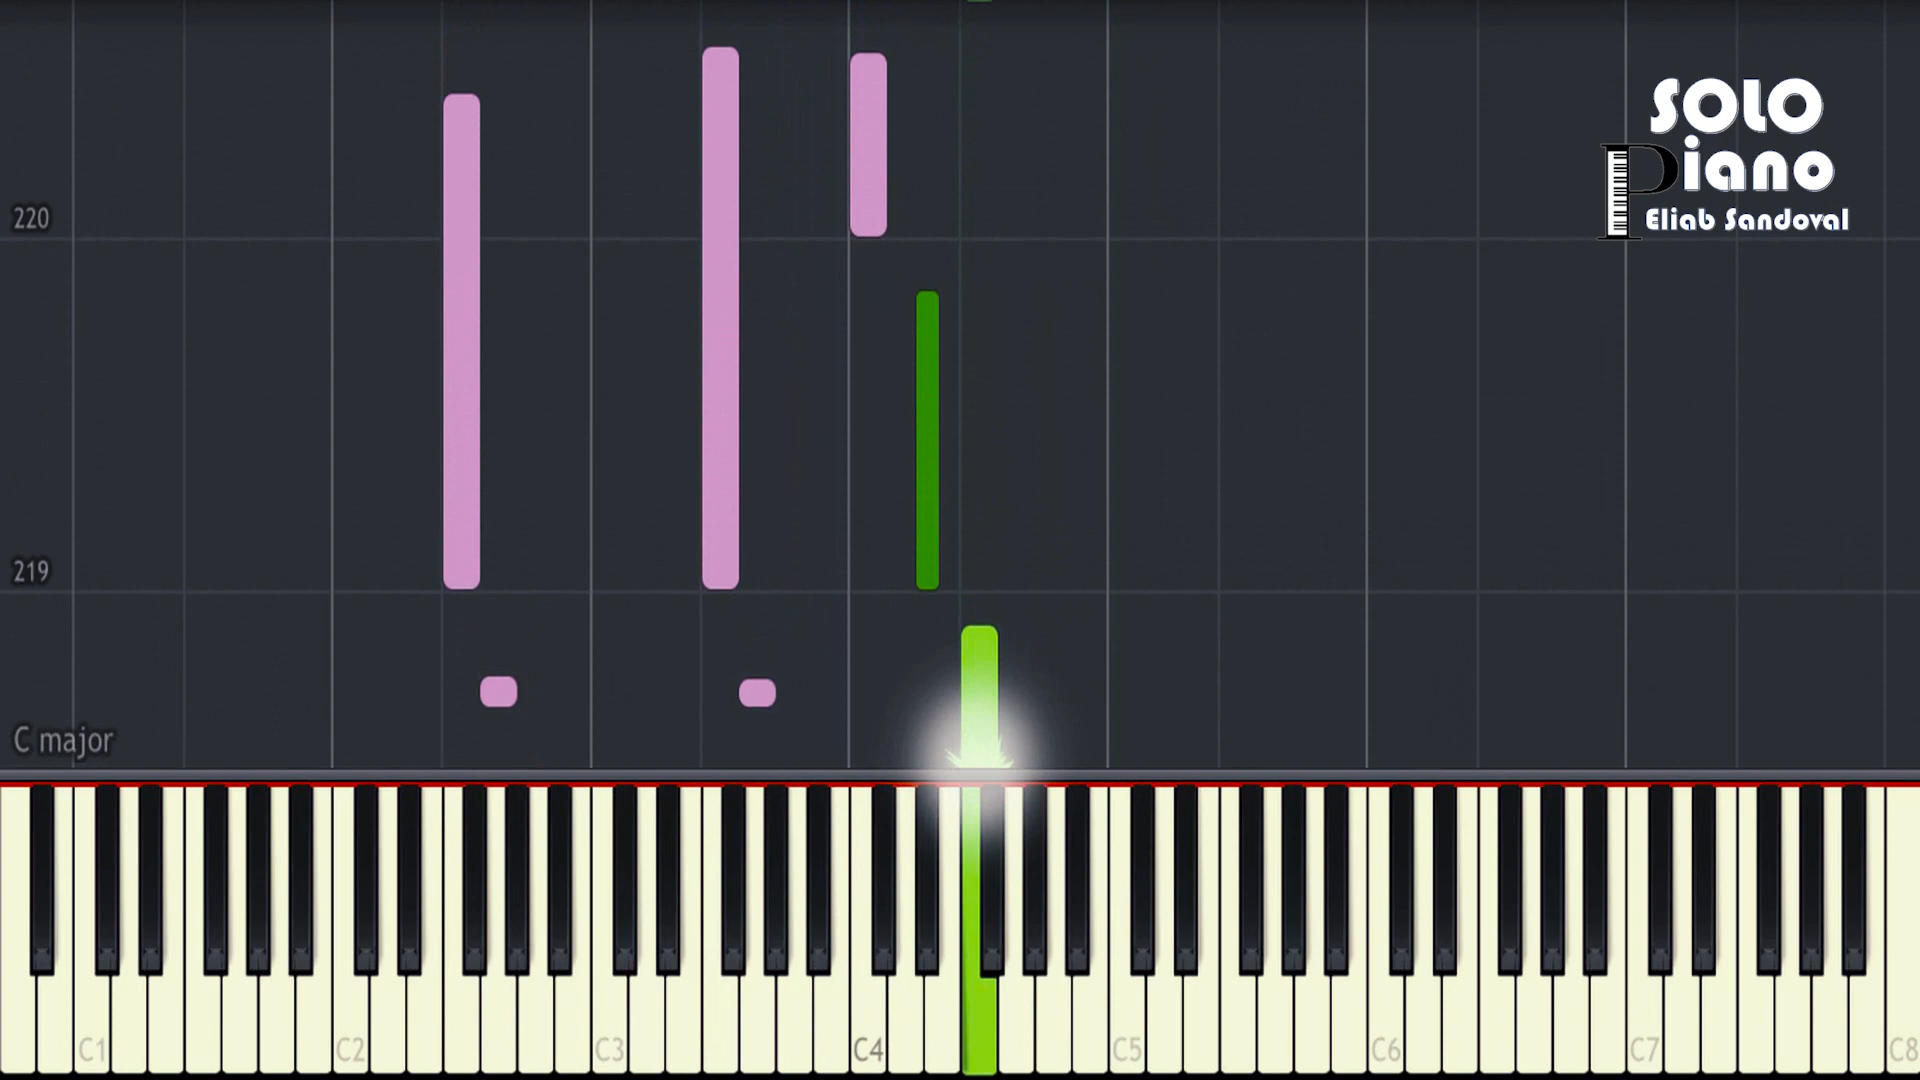 SOLO
Piano
Eliab Sandoval
220
219
C major
C1 C2 C3 C4 C5 C6 C7 C8